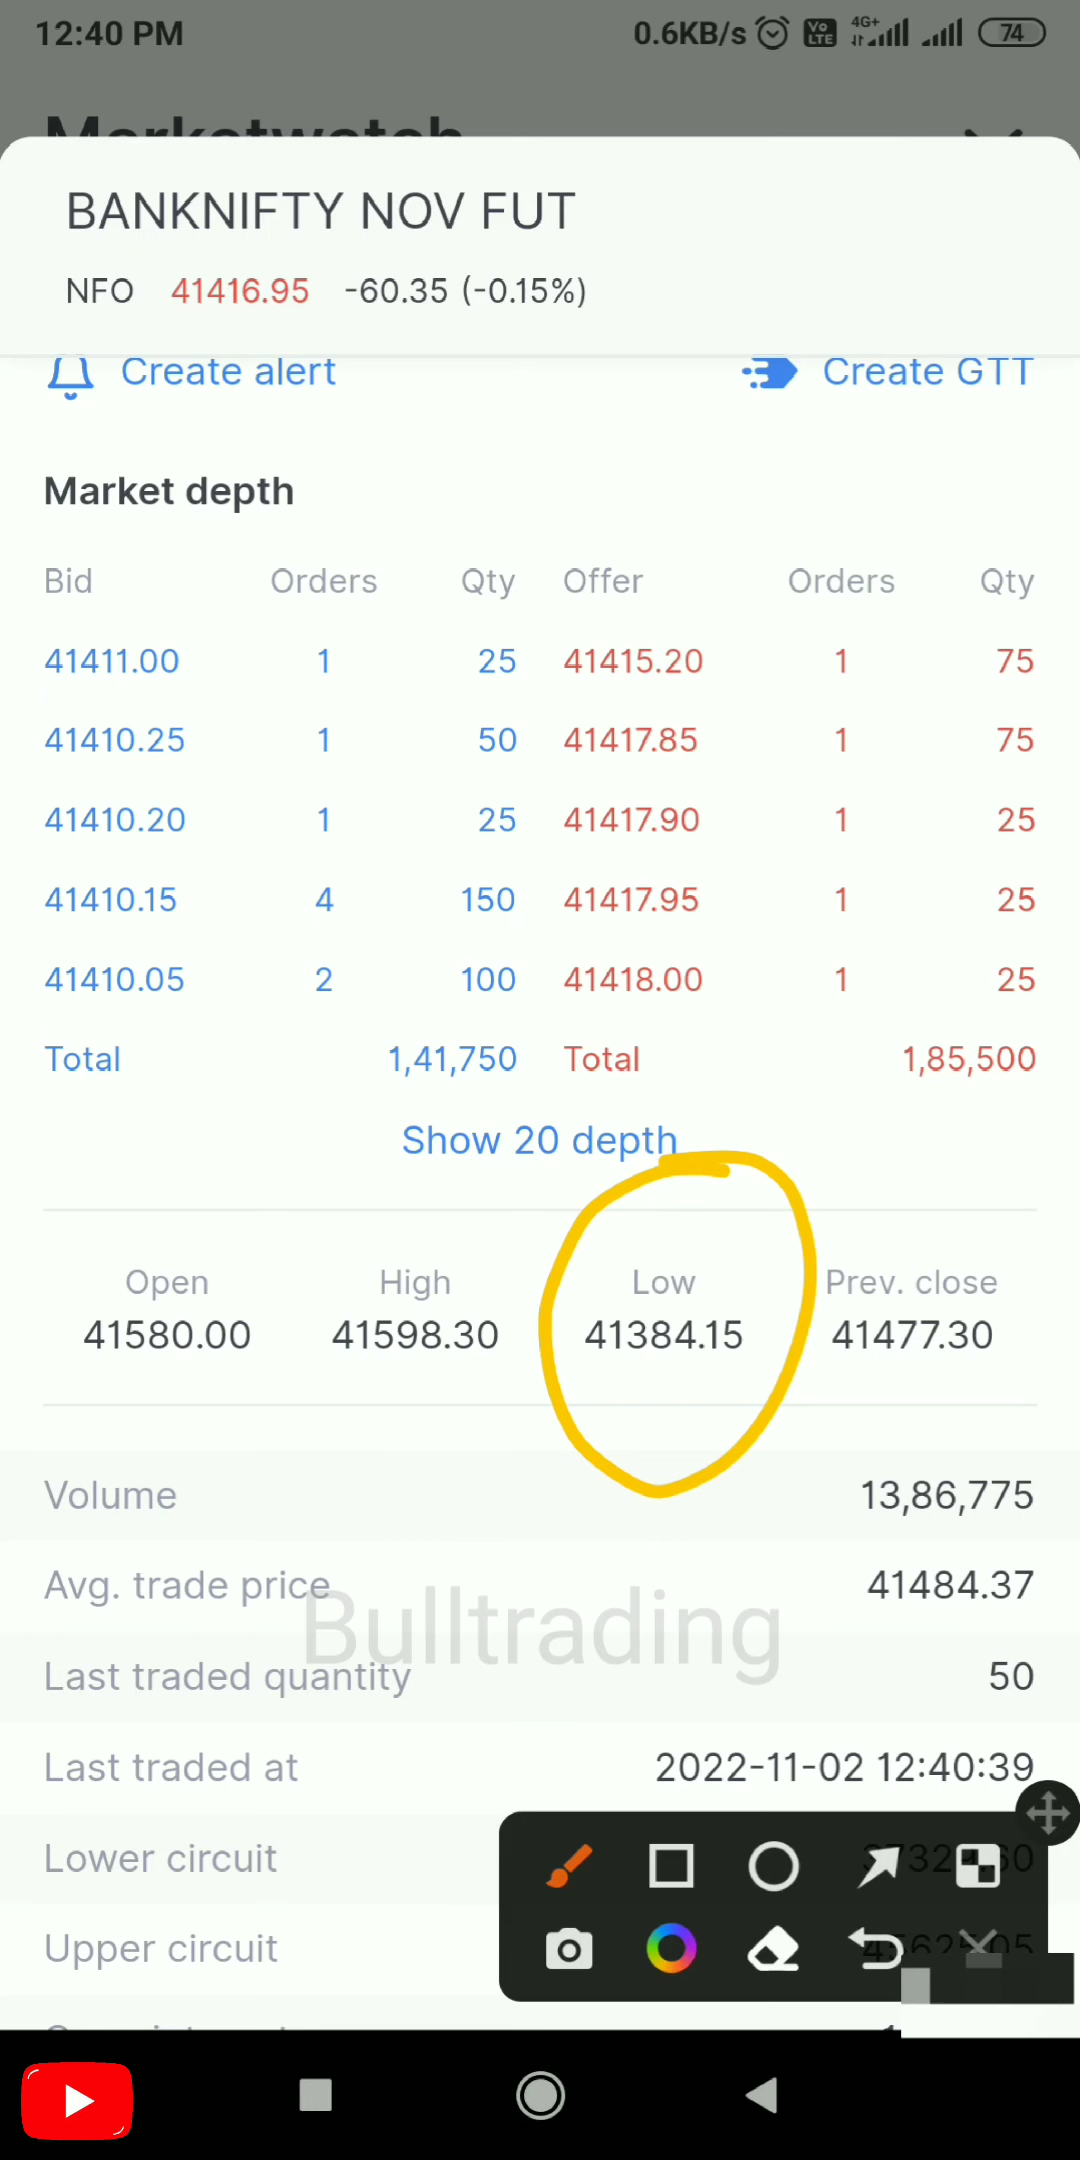 12:40 PM 0.6KB/s Vo LTE 4G+ 74
Marketwatch
BANKNIFTY NOV FUT
NFO 41416.95 -60.35 (-0.15%)
Create alert Create GTT
Market depth
Bid Orders Qty Offer Orders Qty
41411.00 1 25 41415.20 1 75
41410.25 1 50 41417.85 1 75
41410.20 1 25 41417.90 1 25
41410.15 4 150 41417.95 1 25
41410.05 2 100 41418.00 1 25
Total 1,41,750 Total 1,85,500
Show 20 depth
Open High Low Prev. close
41580.00 41598.30 41384.15 41477.30
Volume 13,86,775
Avg. trade price 41484.37
Bulltrading
Last traded quantity 50
Last traded at 2022-11-02 12:40:39
Lower circuit
Upper circuit